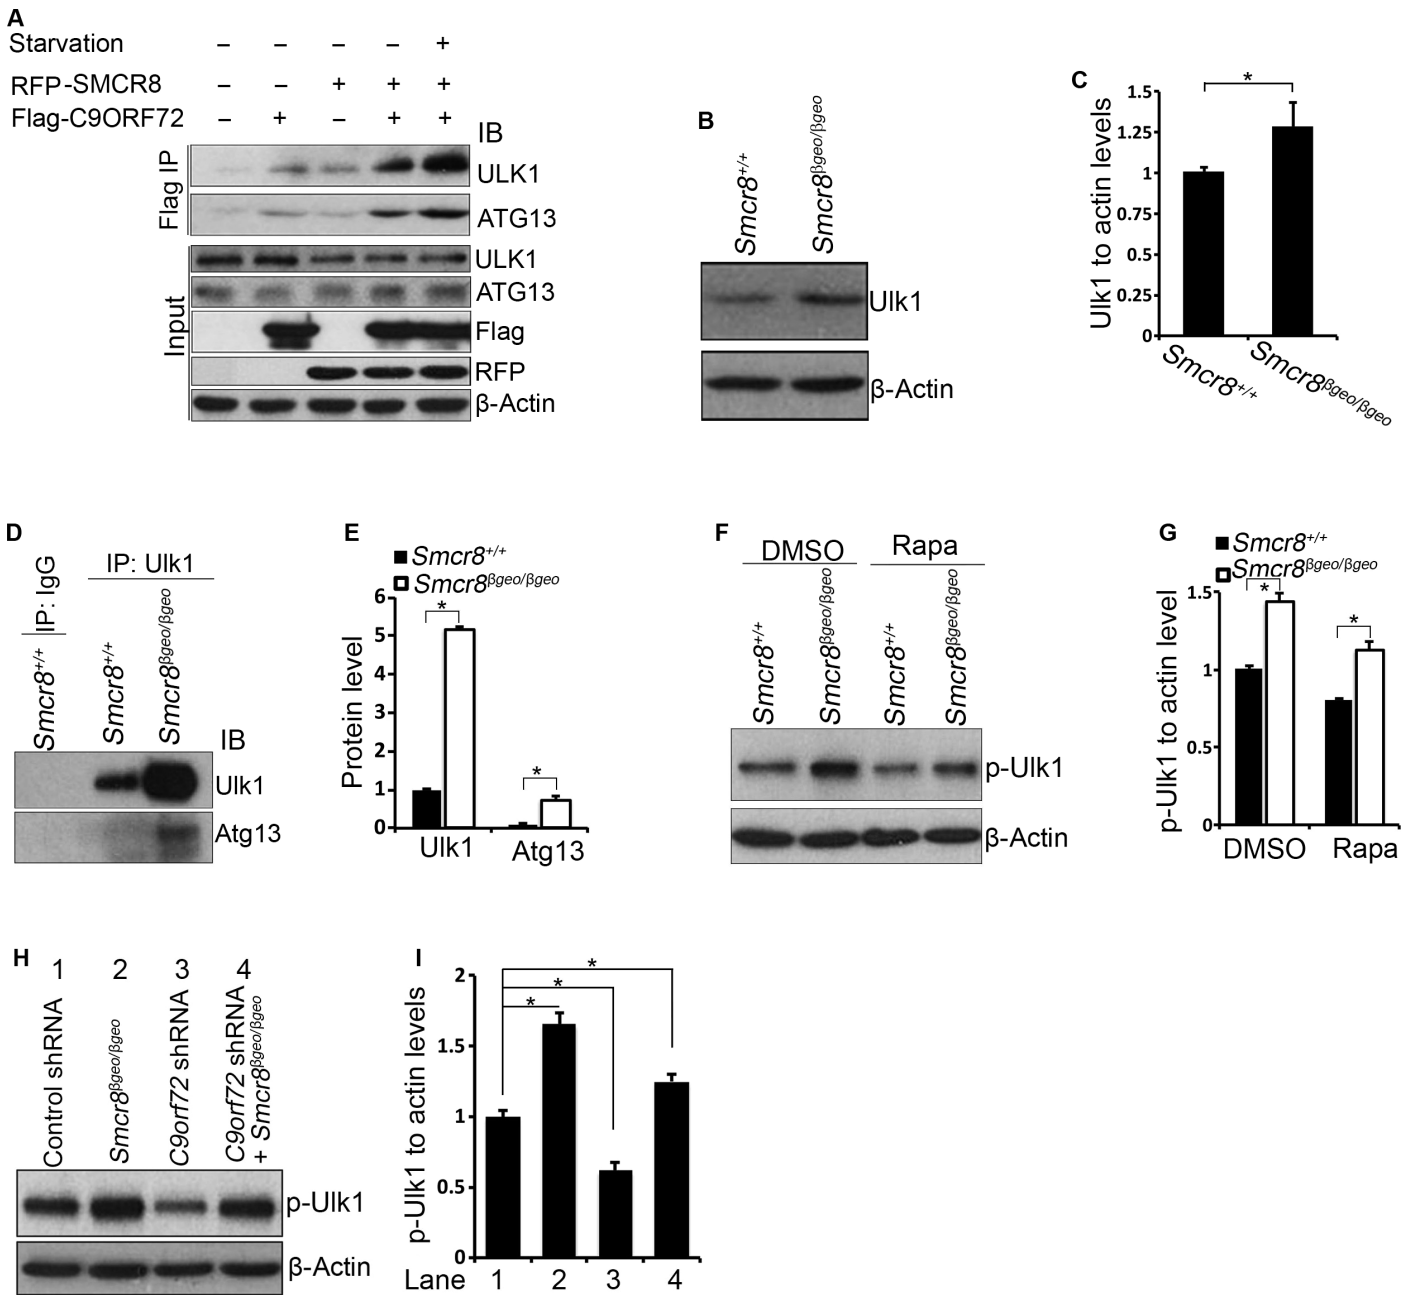 A
Starvation – – – – +
RFP-SMCR8 – – + + +
Flag-C9ORF72 – + – + +
IB
Flag IP
ULK1
ATG13
Input
ULK1
ATG13
Flag
RFP
β-Actin
B
Smcr8+/+
Smcr8βgeo/βgeo
Ulk1
β-Actin
C
*
Ulk1 to actin levels
1.5
1.25
1
0.75
0.5
0.25
0
Smcr8+/+
Smcr8βgeo/βgeo
D
IP: IgG
IP: Ulk1
Smcr8+/+
Smcr8+/+
Smcr8βgeo/βgeo
IB
Ulk1
Atg13
E
Smcr8+/+
Smcr8βgeo/βgeo
Protein level
6
5
4
3
2
1
0
*
*
Ulk1 Atg13
F
DMSO Rapa
Smcr8+/+
Smcr8βgeo/βgeo
Smcr8+/+
Smcr8βgeo/βgeo
p-Ulk1
β-Actin
G
Smcr8+/+
Smcr8βgeo/βgeo
p-Ulk1 to actin level
1.5
1
0.5
0
*
*
DMSO Rapa
H
1 2 3 4
Control shRNA
Smcr8βgeo/βgeo
C9orf72 shRNA
C9orf72 shRNA
+ Smcr8βgeo/βgeo
p-Ulk1
β-Actin
I
p-Ulk1 to actin levels
2
1.5
1
0.5
0
*
*
*
Lane 1 2 3 4